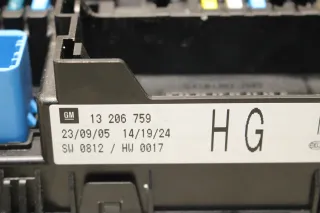 GM 13 206 759
23/09/05 14/19/24
SW 0812 / HW 0017
HG